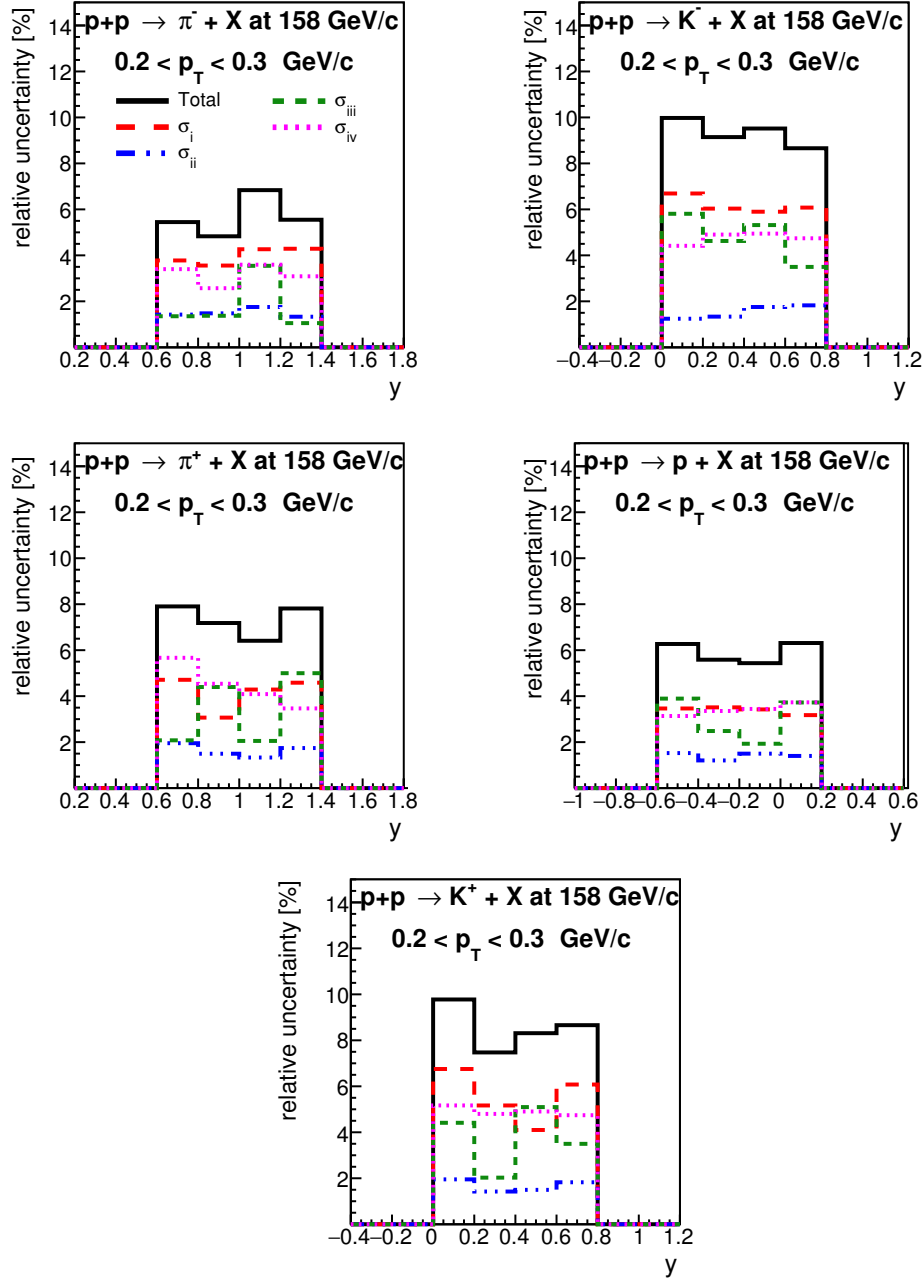 p+p → π⁻ + X at 158 GeV/c
0.2 < p_T < 0.3 GeV/c
Total
σ_i
σ_ii
σ_iii
σ_iv
relative uncertainty [%]
14
12
10
8
6
4
2
0.2 0.4 0.6 0.8 1 1.2 1.4 1.6 1.8
y
p+p → K⁻ + X at 158 GeV/c
0.2 < p_T < 0.3 GeV/c
relative uncertainty [%]
14
12
10
8
6
4
2
−0.4 −0.2 0 0.2 0.4 0.6 0.8 1 1.2
y
p+p → π⁺ + X at 158 GeV/c
0.2 < p_T < 0.3 GeV/c
relative uncertainty [%]
14
12
10
8
6
4
2
0.2 0.4 0.6 0.8 1 1.2 1.4 1.6 1.8
y
p+p → p + X at 158 GeV/c
0.2 < p_T < 0.3 GeV/c
relative uncertainty [%]
14
12
10
8
6
4
2
−1 −0.8 −0.6 −0.4 −0.2 0 0.2 0.4 0.6
y
p+p → K⁺ + X at 158 GeV/c
0.2 < p_T < 0.3 GeV/c
relative uncertainty [%]
14
12
10
8
6
4
2
−0.4 −0.2 0 0.2 0.4 0.6 0.8 1 1.2
y